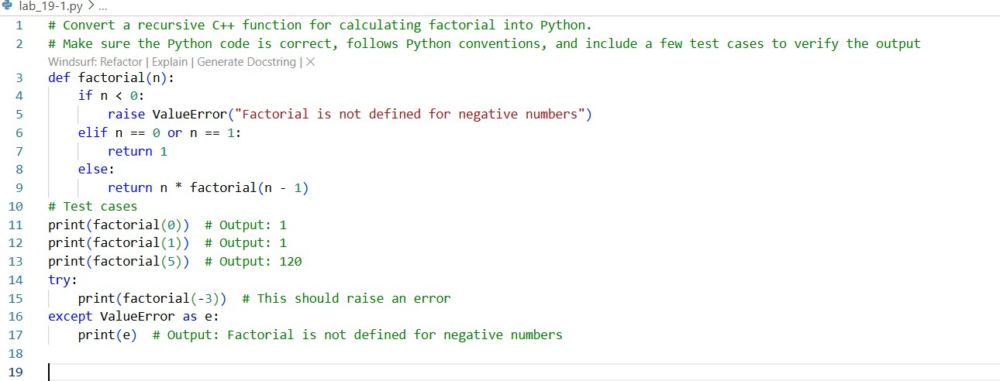 lab_19-1.py > ...
1 # Convert a recursive C++ function for calculating factorial into Python.
2 # Make sure the Python code is correct, follows Python conventions, and include a few test cases to verify the output
Windsurf: Refactor | Explain | Generate Docstring | X
3 def factorial(n):
4     if n < 0:
5         raise ValueError("Factorial is not defined for negative numbers")
6     elif n == 0 or n == 1:
7         return 1
8     else:
9         return n * factorial(n - 1)
10 # Test cases
11 print(factorial(0))  # Output: 1
12 print(factorial(1))  # Output: 1
13 print(factorial(5))  # Output: 120
14 try:
15     print(factorial(-3))  # This should raise an error
16 except ValueError as e:
17     print(e)  # Output: Factorial is not defined for negative numbers
18
19